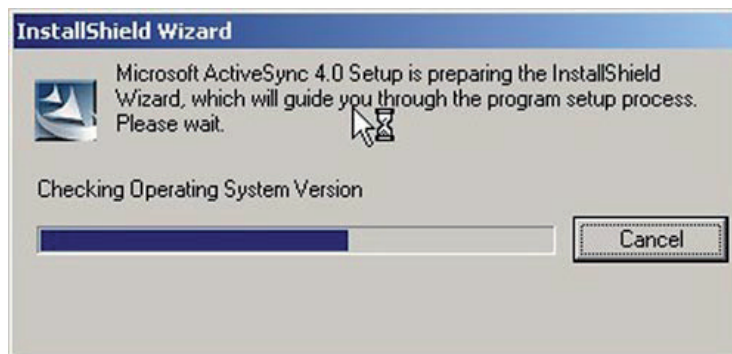 InstallShield Wizard
Microsoft ActiveSync 4.0 Setup is preparing the InstallShield
Wizard, which will guide you through the program setup process.
Please wait.
Checking Operating System Version
Cancel